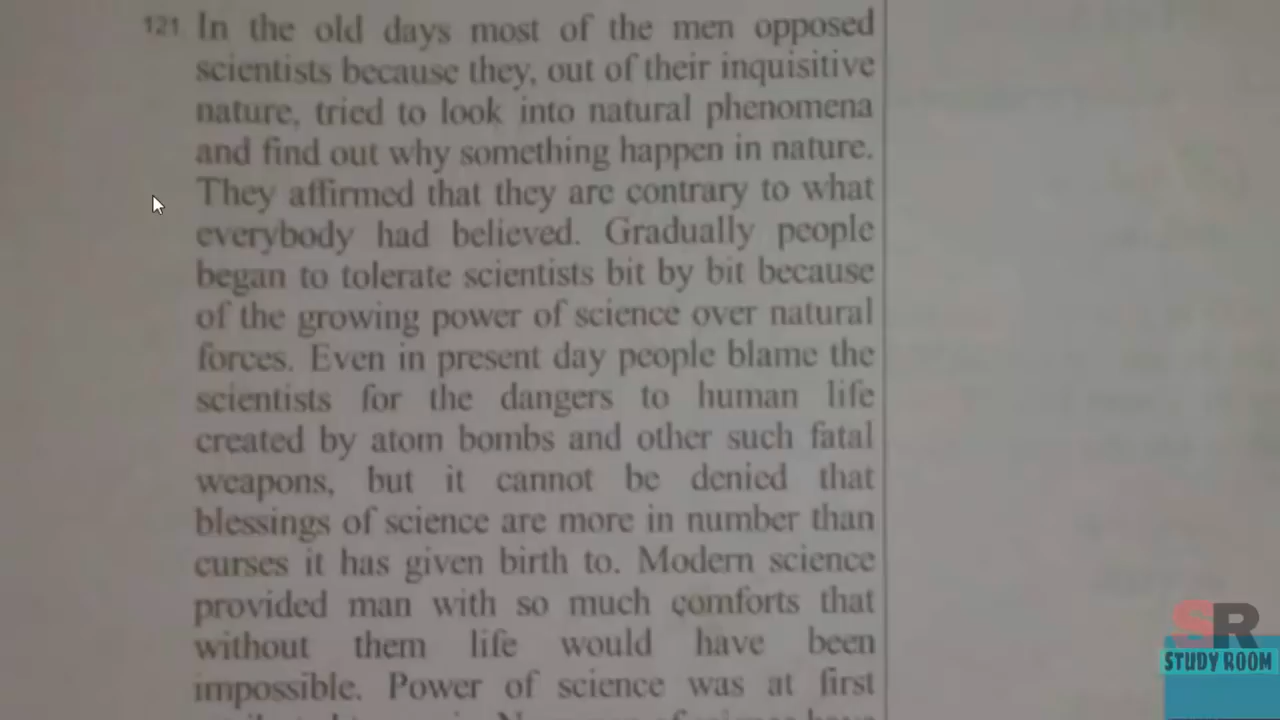 121. In the old days most of the men opposed
scientists because they, out of their inquisitive
nature, tried to look into natural phenomena
and find out why something happen in nature.
They affirmed that they are contrary to what
everybody had believed. Gradually people
began to tolerate scientists bit by bit because
of the growing power of science over natural
forces. Even in present day people blame the
scientists for the dangers to human life
created by atom bombs and other such fatal
weapons, but it cannot be denied that
blessings of science are more in number than
curses it has given birth to. Modern science
provided man with so much comforts that
without them life would have been
impossible. Power of science was at first
SR
STUDY ROOM